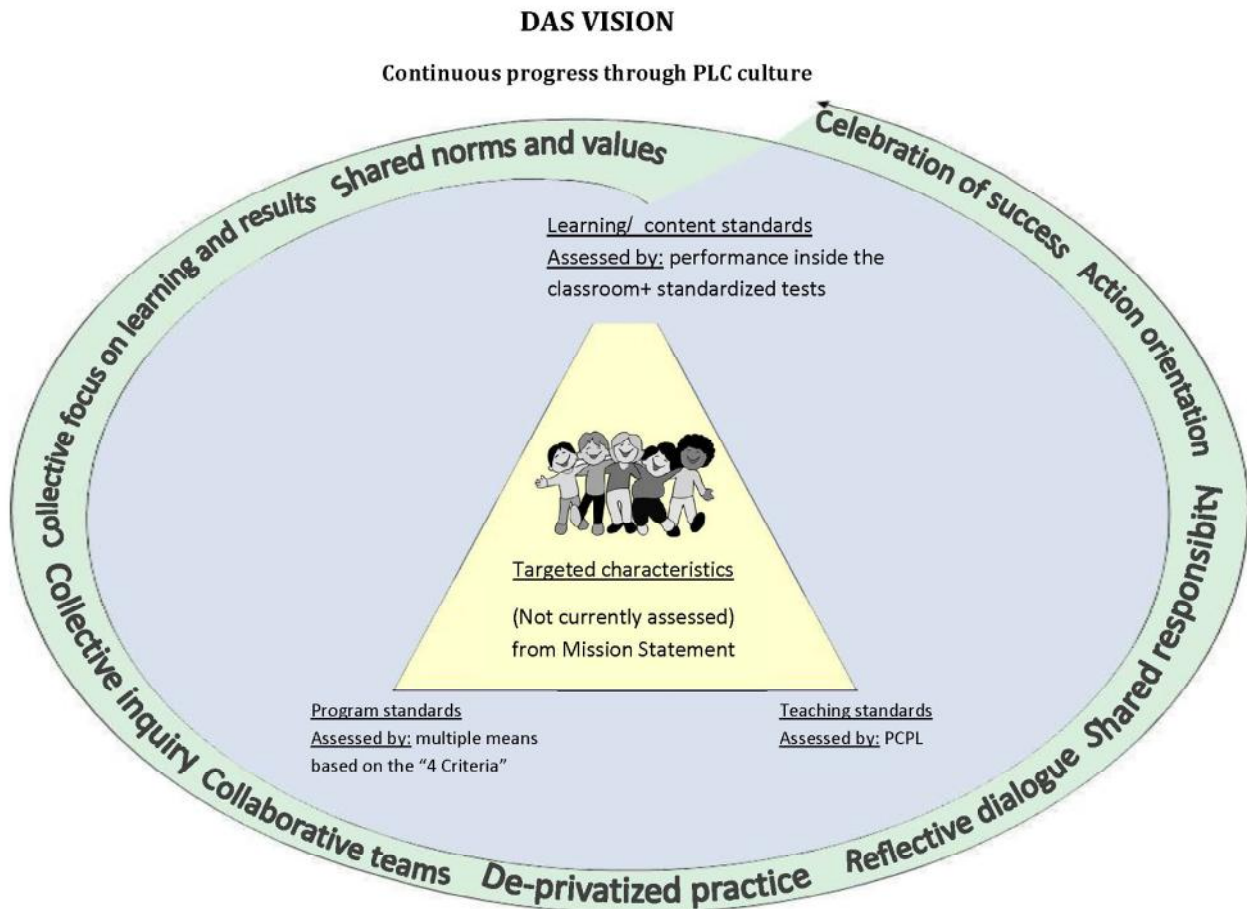 DAS VISION
Continuous progress through PLC culture
Shared norms and values
Collective focus on learning and results
Collective inquiry
Collaborative teams
De-privatized practice
Reflective dialogue
Shared responsibity
Action orientation
Celebration of success
Learning/ content standards
Assessed by: performance inside the
classroom+ standardized tests
Targeted characteristics
(Not currently assessed)
from Mission Statement
Program standards
Assessed by: multiple means
based on the “4 Criteria”
Teaching standards
Assessed by: PCPL